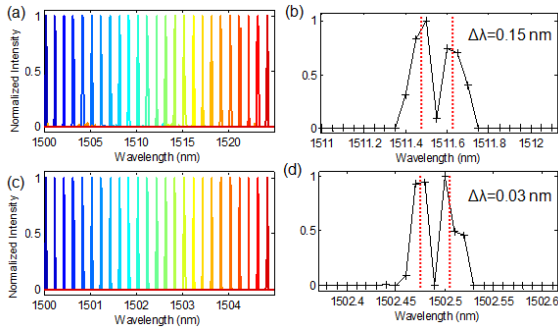 (a)
Normalized Intensity
1
0.5
0
1500 1505 1510 1515 1520
Wavelength (nm)
(b)
Δλ=0.15 nm
1
0.5
0
1511 1511.2 1511.4 1511.6 1511.8 1512
Wavelength (nm)
(c)
Normalized Intensity
1
0.5
0
1500 1501 1502 1503 1504
Wavelength (nm)
(d)
Δλ=0.03 nm
1
0.5
0
1502.4 1502.45 1502.5 1502.55 1502.6
Wavelength (nm)